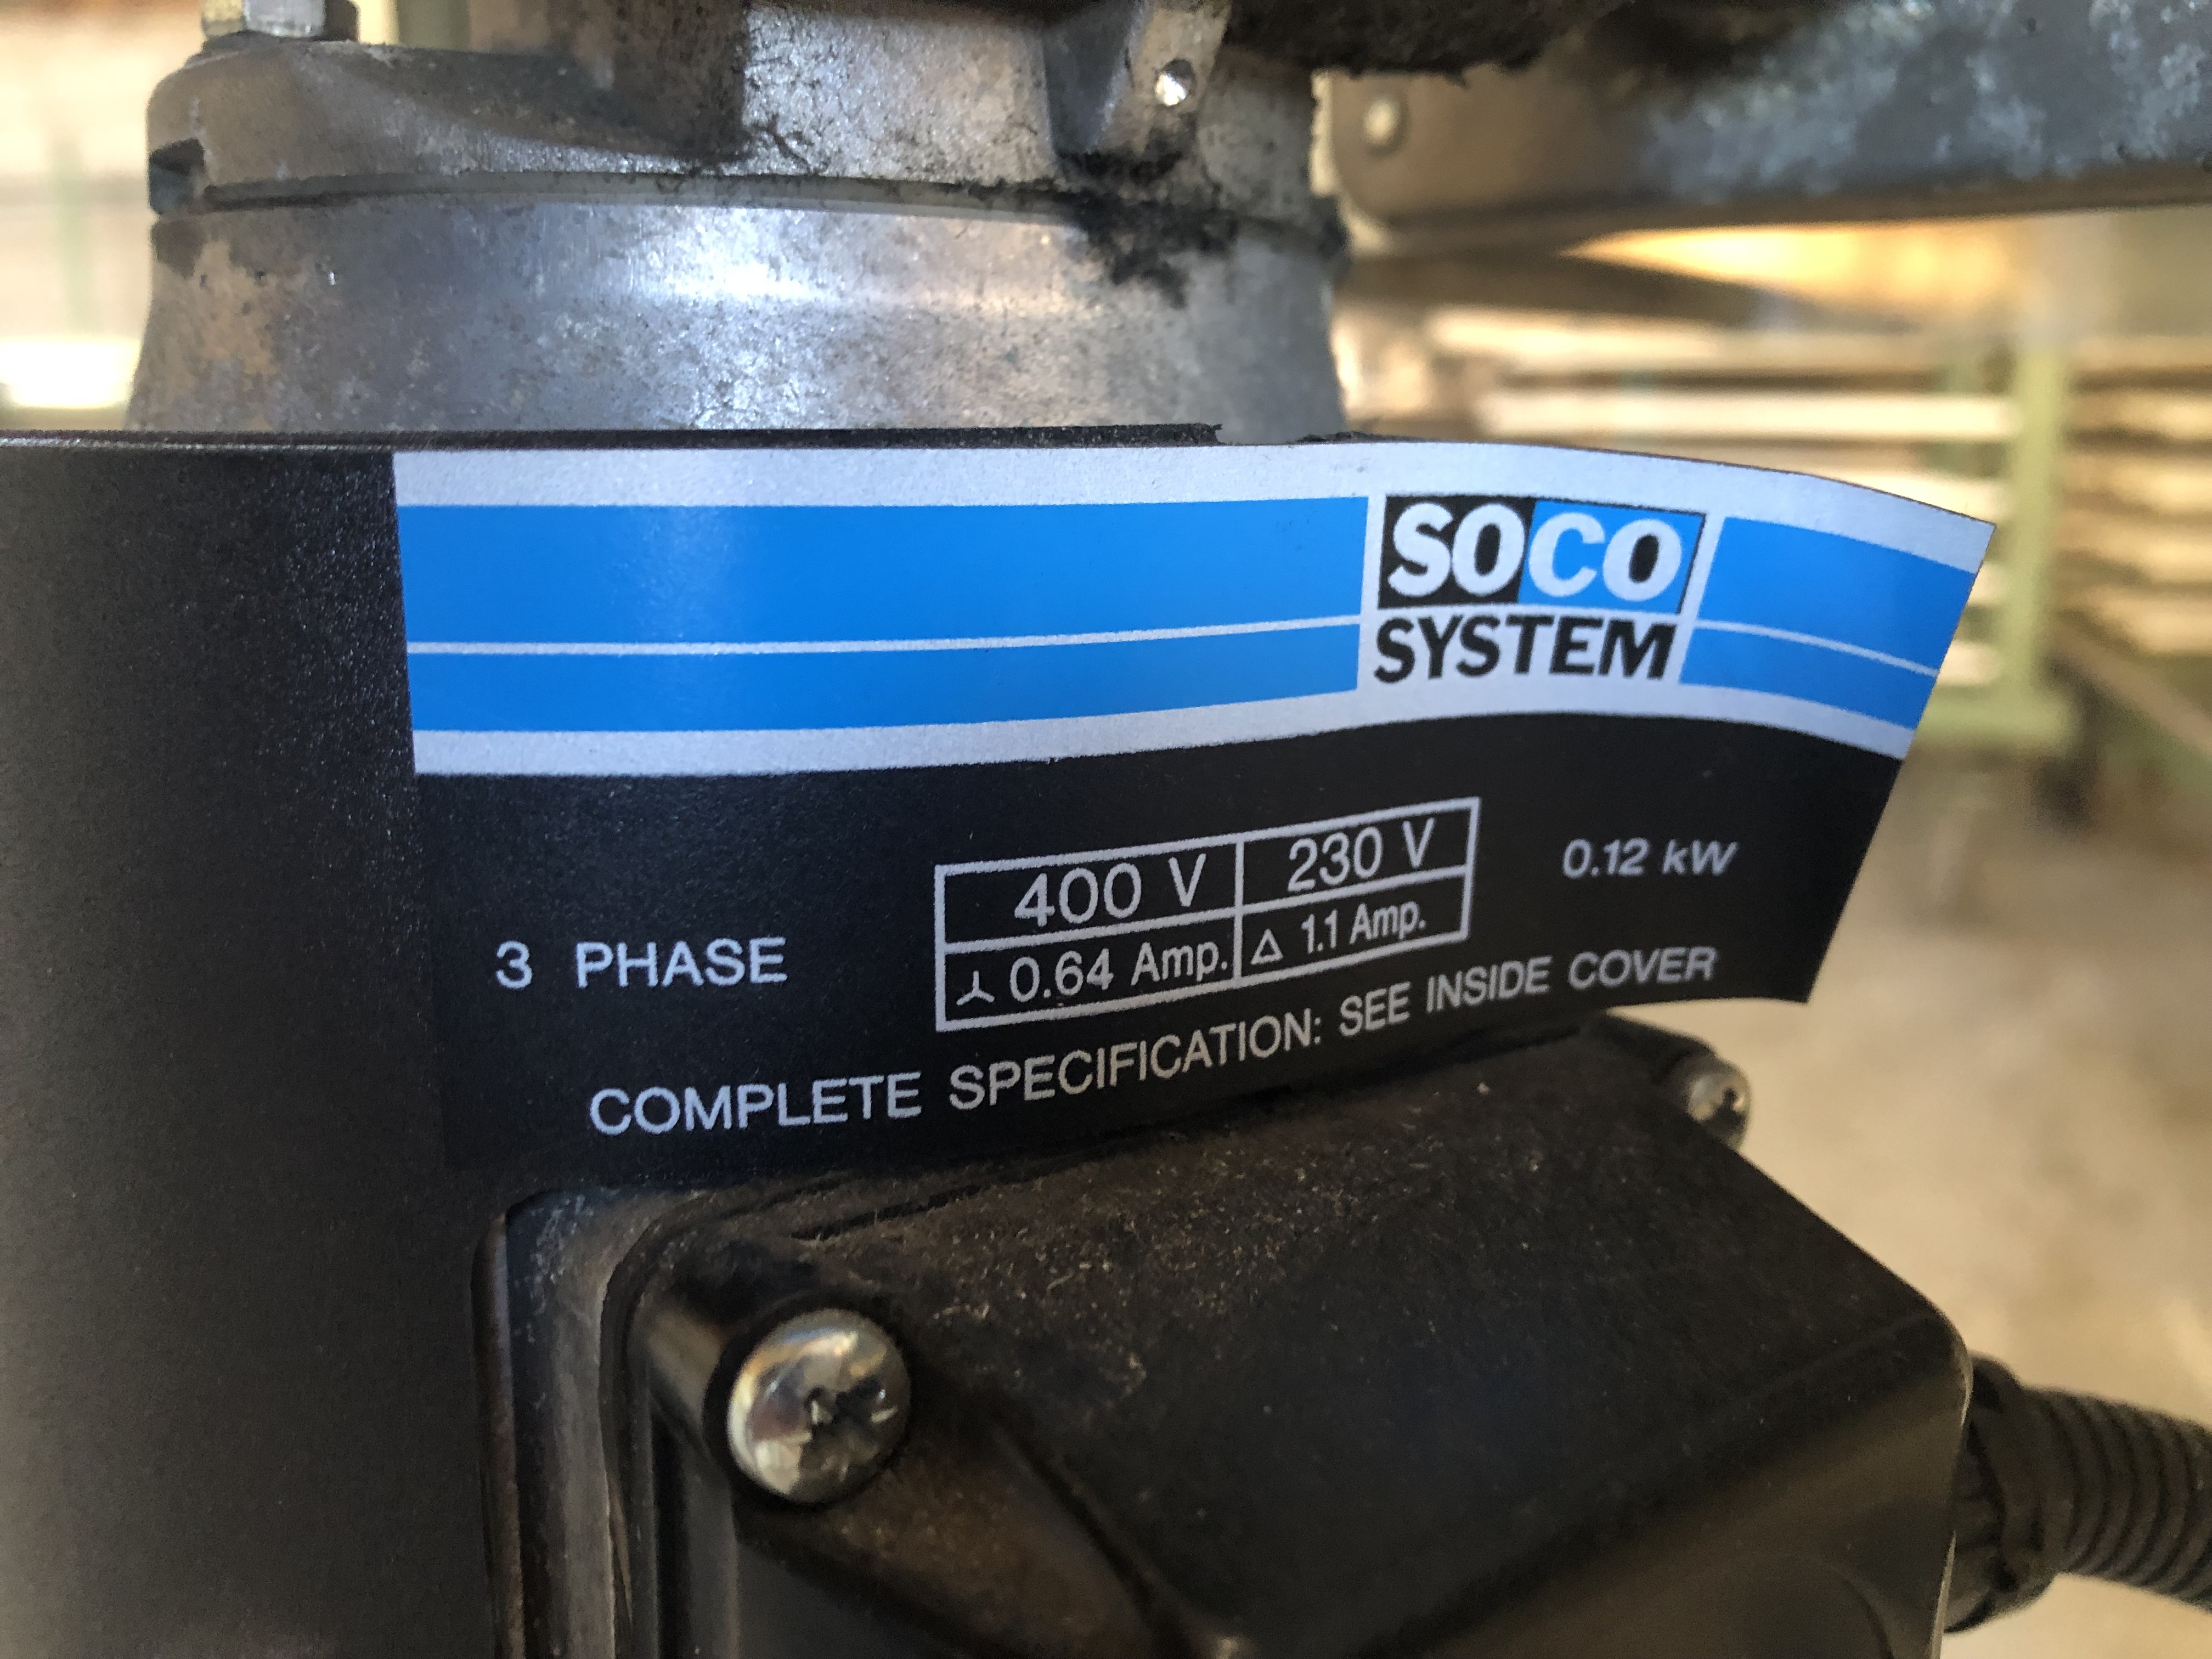 SOCO
SYSTEM
400 V 230 V 0.12 kW
3 PHASE 0.64 Amp. Δ 1.1 Amp.
COMPLETE SPECIFICATION: SEE INSIDE COVER